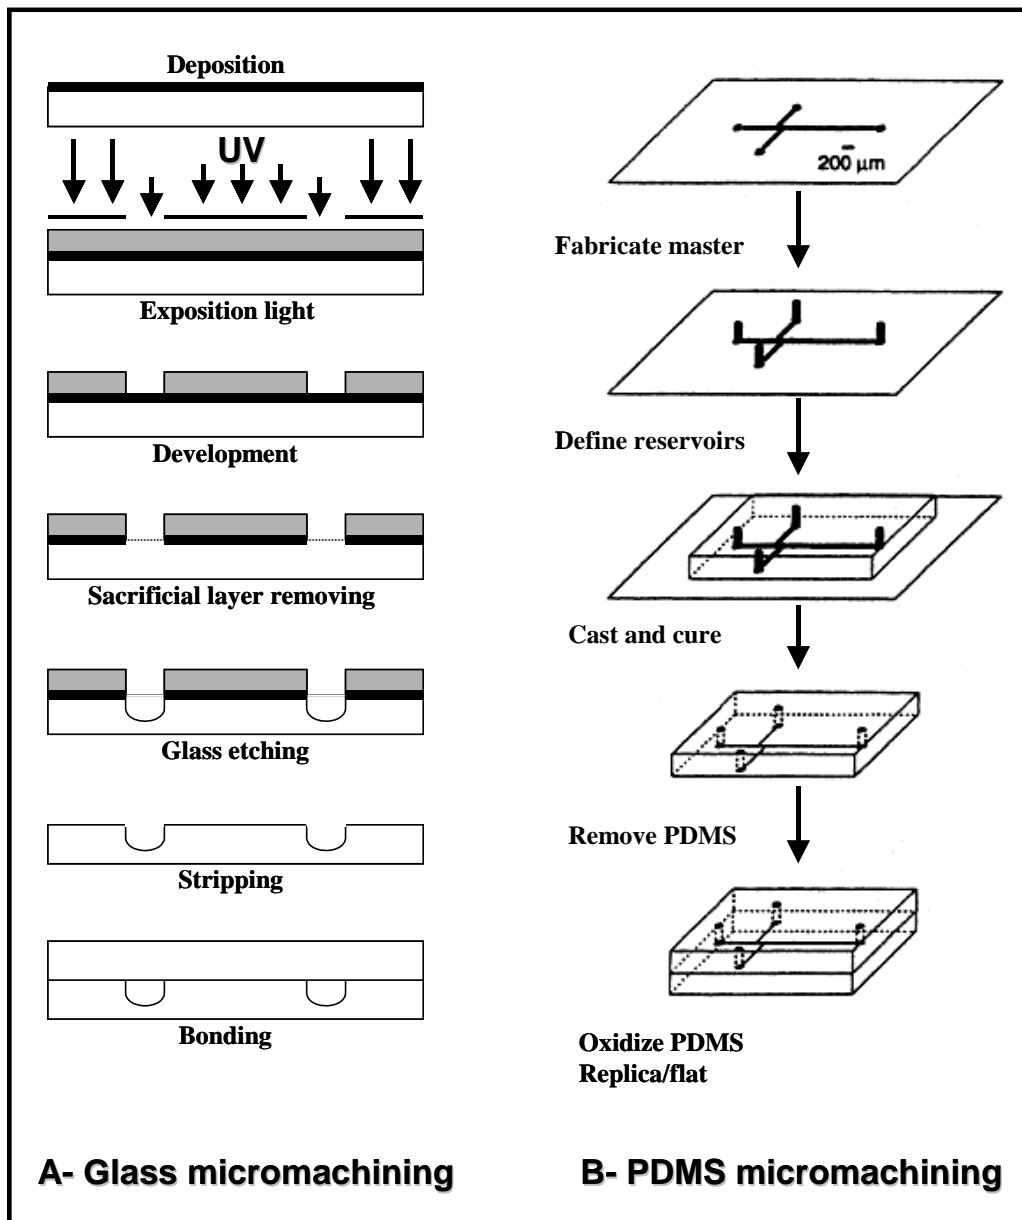 Deposition
UV
Exposition light
Development
Sacrificial layer removing
Glass etching
Stripping
Bonding
A- Glass micromachining
200 µm
Fabricate master
Define reservoirs
Cast and cure
Remove PDMS
Oxidize PDMS
Replica/flat
B- PDMS micromachining